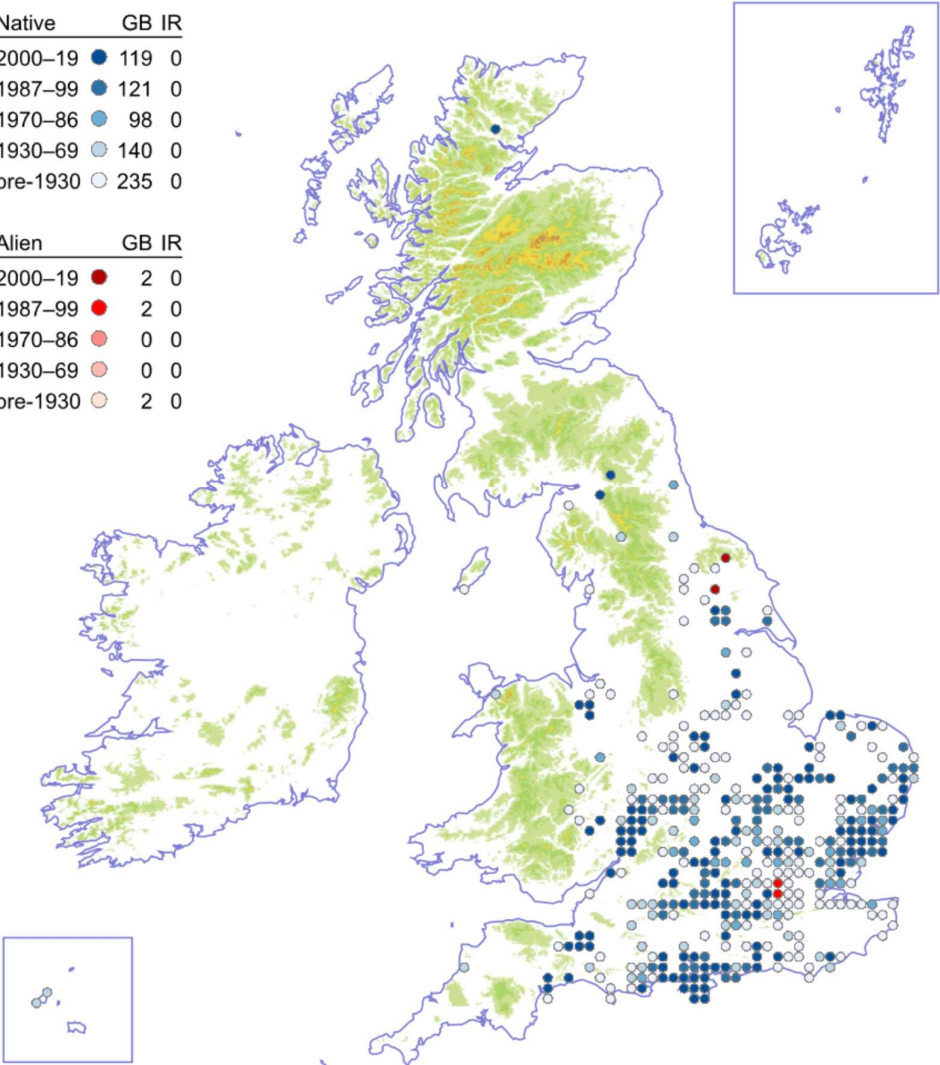 Native GB IR
2000–19 119 0
1987–99 121 0
1970–86 98 0
1930–69 140 0
pre-1930 235 0
Alien GB IR
2000–19 2 0
1987–99 2 0
1970–86 0 0
1930–69 0 0
pre-1930 2 0